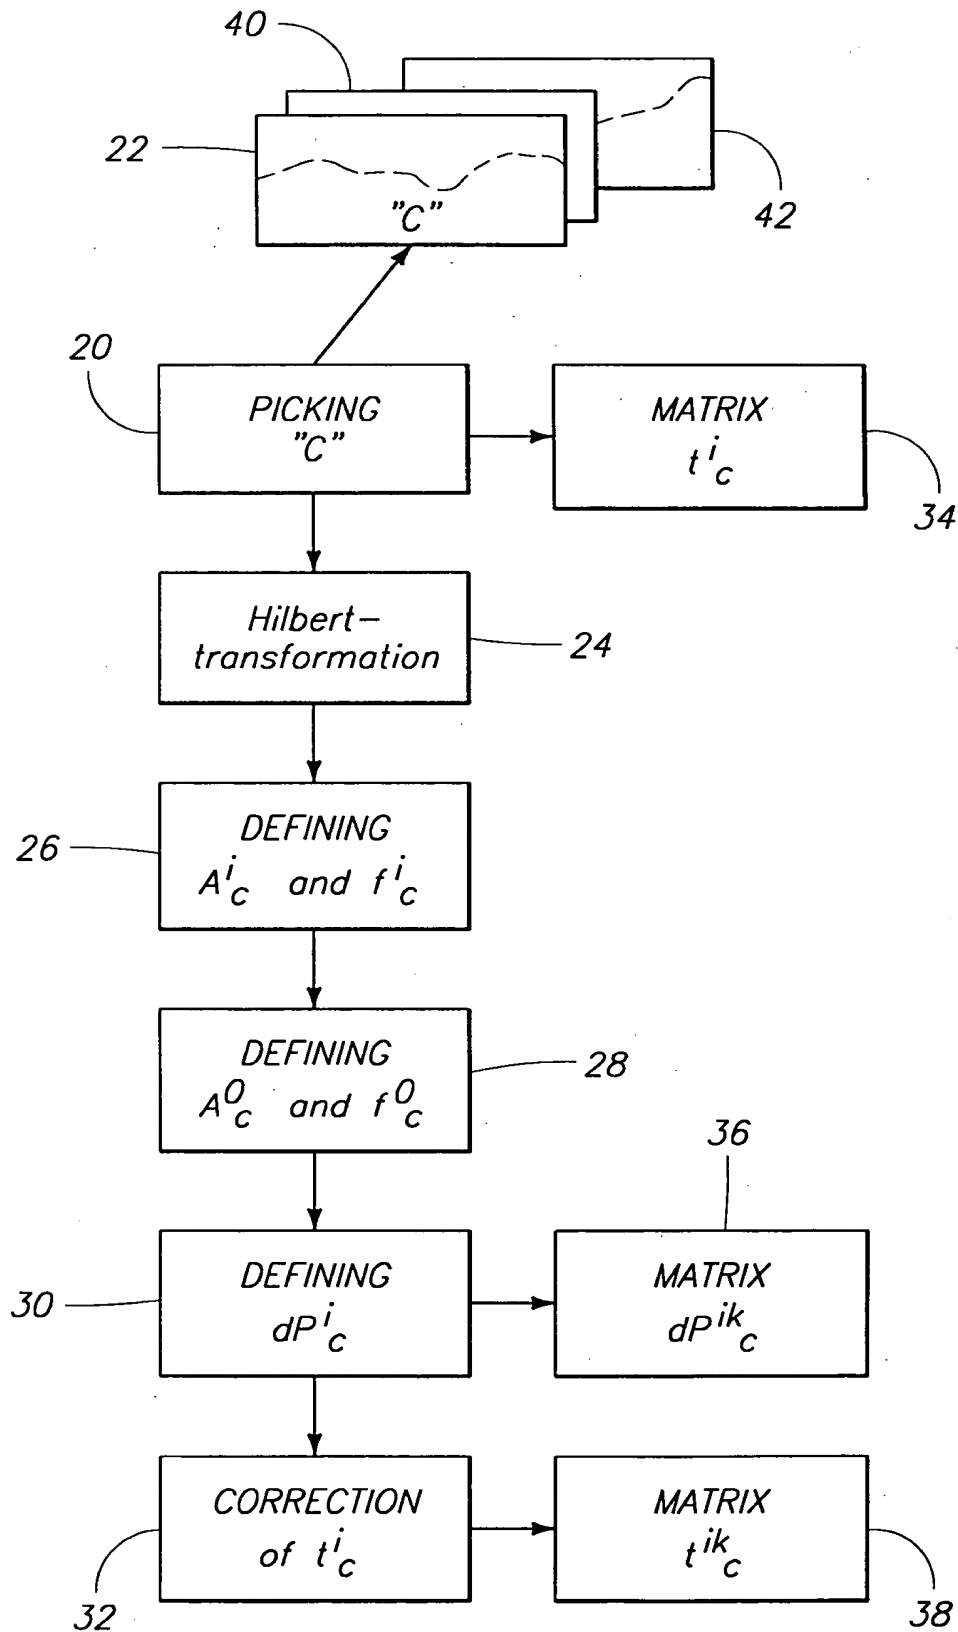 40
22
"C"
42
20
PICKING
"C"
MATRIX
t^i_c
34
Hilbert-
transformation
24
26
DEFINING
A^i_c and f^i_c
DEFINING
A^0_c and f^0_c
28
36
30
DEFINING
dP^i_c
MATRIX
dP^ik_c
CORRECTION
of t^i_c
MATRIX
t^ik_c
32
38